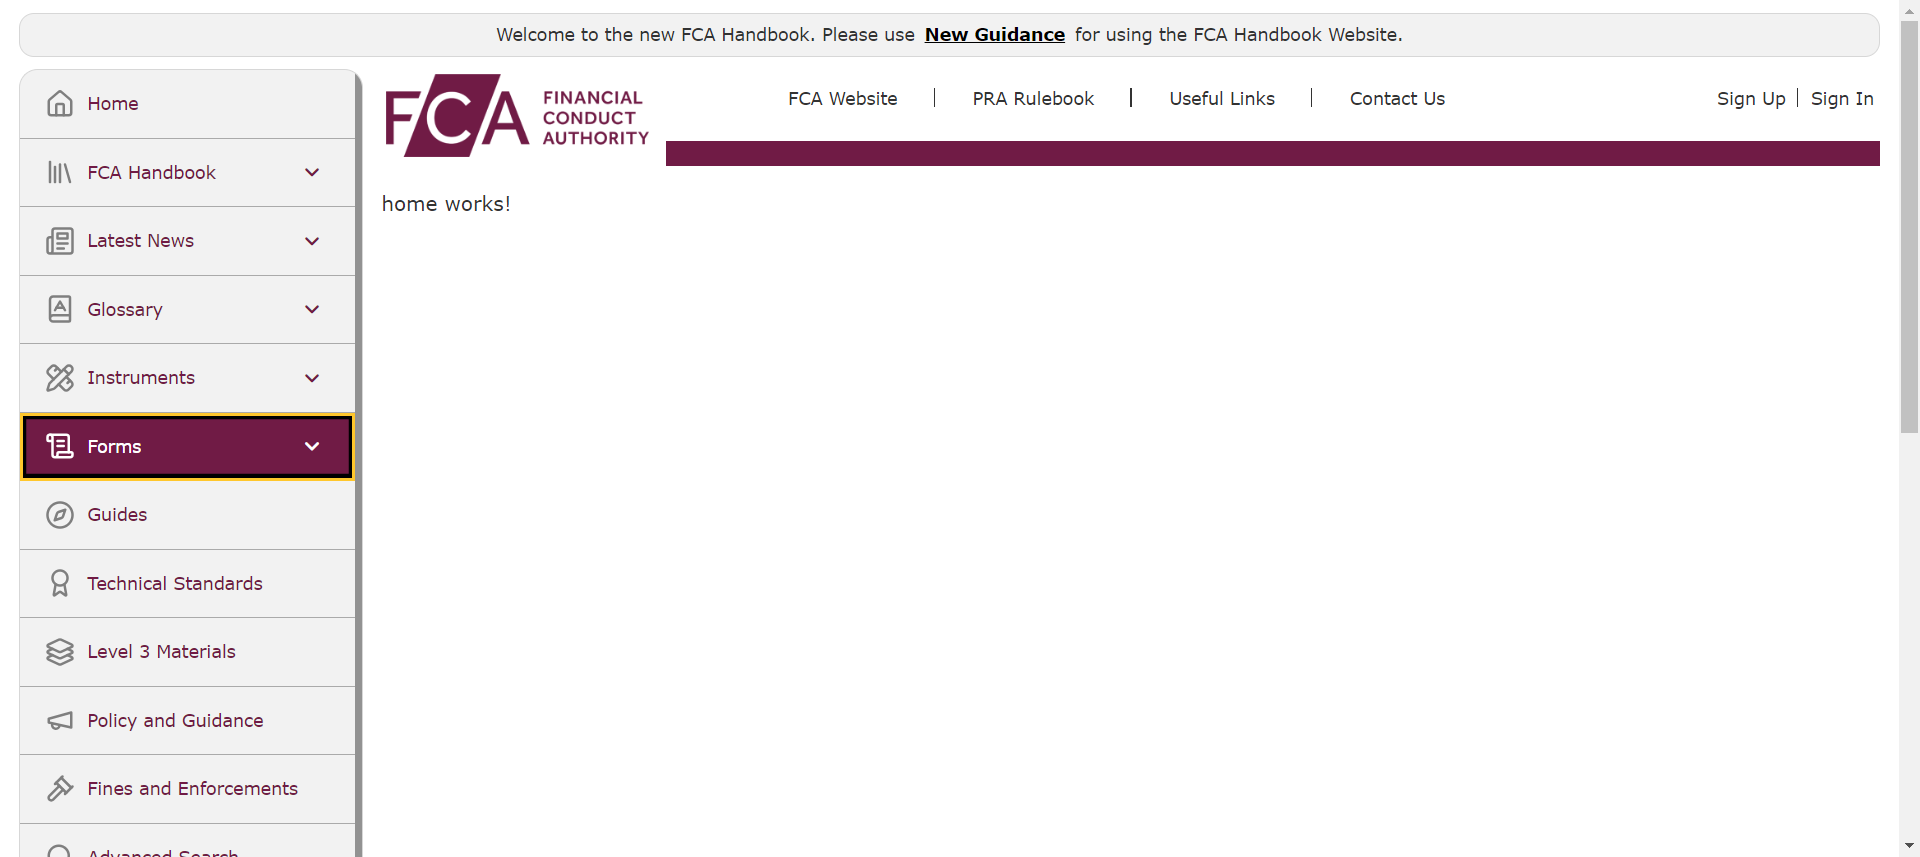 Welcome to the new FCA Handbook. Please use New Guidance for using the FCA Handbook Website.
Home
FCA Handbook
Latest News
Glossary
Instruments
Forms
Guides
Technical Standards
Level 3 Materials
Policy and Guidance
Fines and Enforcements
Advanced Search
FCA
FINANCIAL
CONDUCT
AUTHORITY
FCA Website
PRA Rulebook
Useful Links
Contact Us
Sign Up
Sign In
home works!